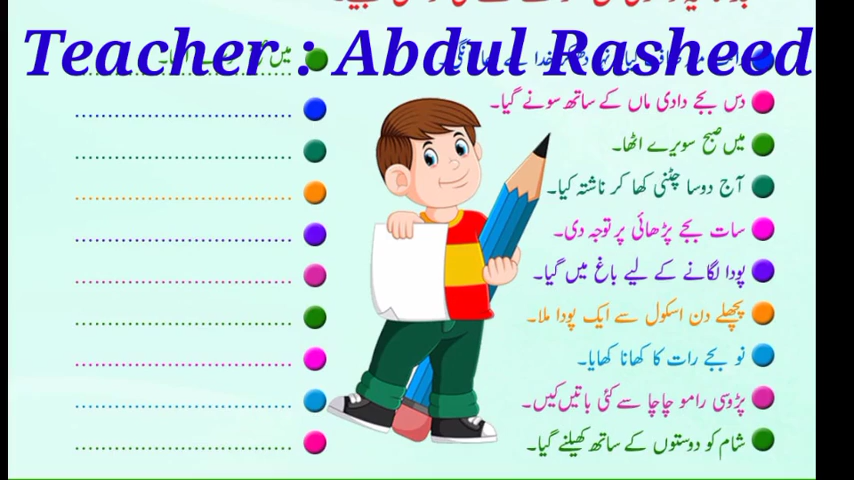 Teacher : Abdul Rasheed
دس بجے دادی ماں کے ساتھ سونے گیا۔
میں صبح سویرے اٹھا۔
آج دوسا چٹنی کھا کر ناشتہ کیا۔
سات بجے پڑھائی پر توجہ دی۔
پودا لگانے کے لیے باغ میں گیا۔
پچھلے دن اسکول سے ایک پودا ملا۔
نو بجے رات کا کھانا کھایا۔
پڑوسی رامو چاچا سے کئی باتیں کیں۔
شام کو دوستوں کے ساتھ کھیلنے گیا۔
میں